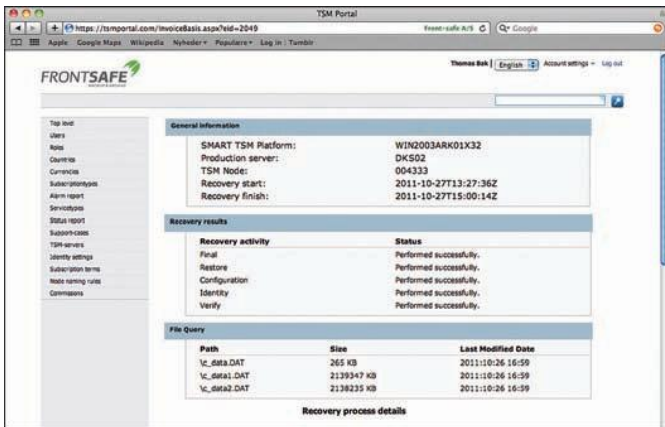 TSM Portal
https://tsmportal.com/InvoiceBasis.aspx?eid=2049
Front-safe A/S
Google
Apple Google Maps Wikipedia Nyheder Populære Log in | Tumblr
FRONTSAFE
Thomas Bak | English Account settings Log out
Top level
Users
Roles
Countries
Currencies
Subscriptiontypes
Alarm report
Servicetypes
Status report
Support-cases
TSM-servers
Identity settings
Subscription terms
Node naming rules
Commissions
General information
SMART TSM Platform: WIN2003ARK01X32
Production server: DKS02
TSM Node: 004333
Recovery start: 2011-10-27T13:27:36Z
Recovery finish: 2011-10-27T15:00:14Z
Recovery results
Recovery activity Status
Final Performed successfully.
Restore Performed successfully.
Configuration Performed successfully.
Identity Performed successfully.
Verify Performed successfully.
File Query
Path Size Last Modified Date
\c_data.DAT 265 KB 2011:10:26 16:59
\c_data1.DAT 2139347 KB 2011:10:26 16:59
\c_data2.DAT 2138235 KB 2011:10:26 16:59
Recovery process details